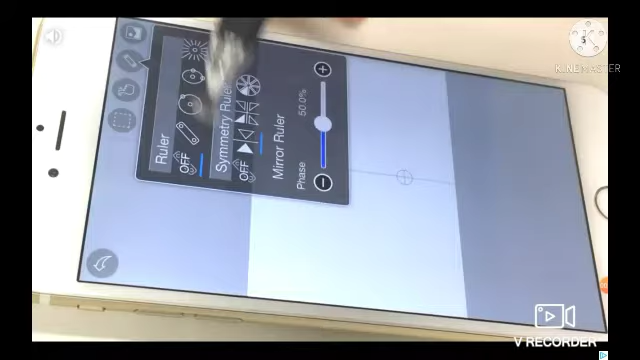 KINEMASTER
Ruler
OFF
Symmetry Ruler
OFF
Mirror Ruler
Phase
50.0%
V RECORDER